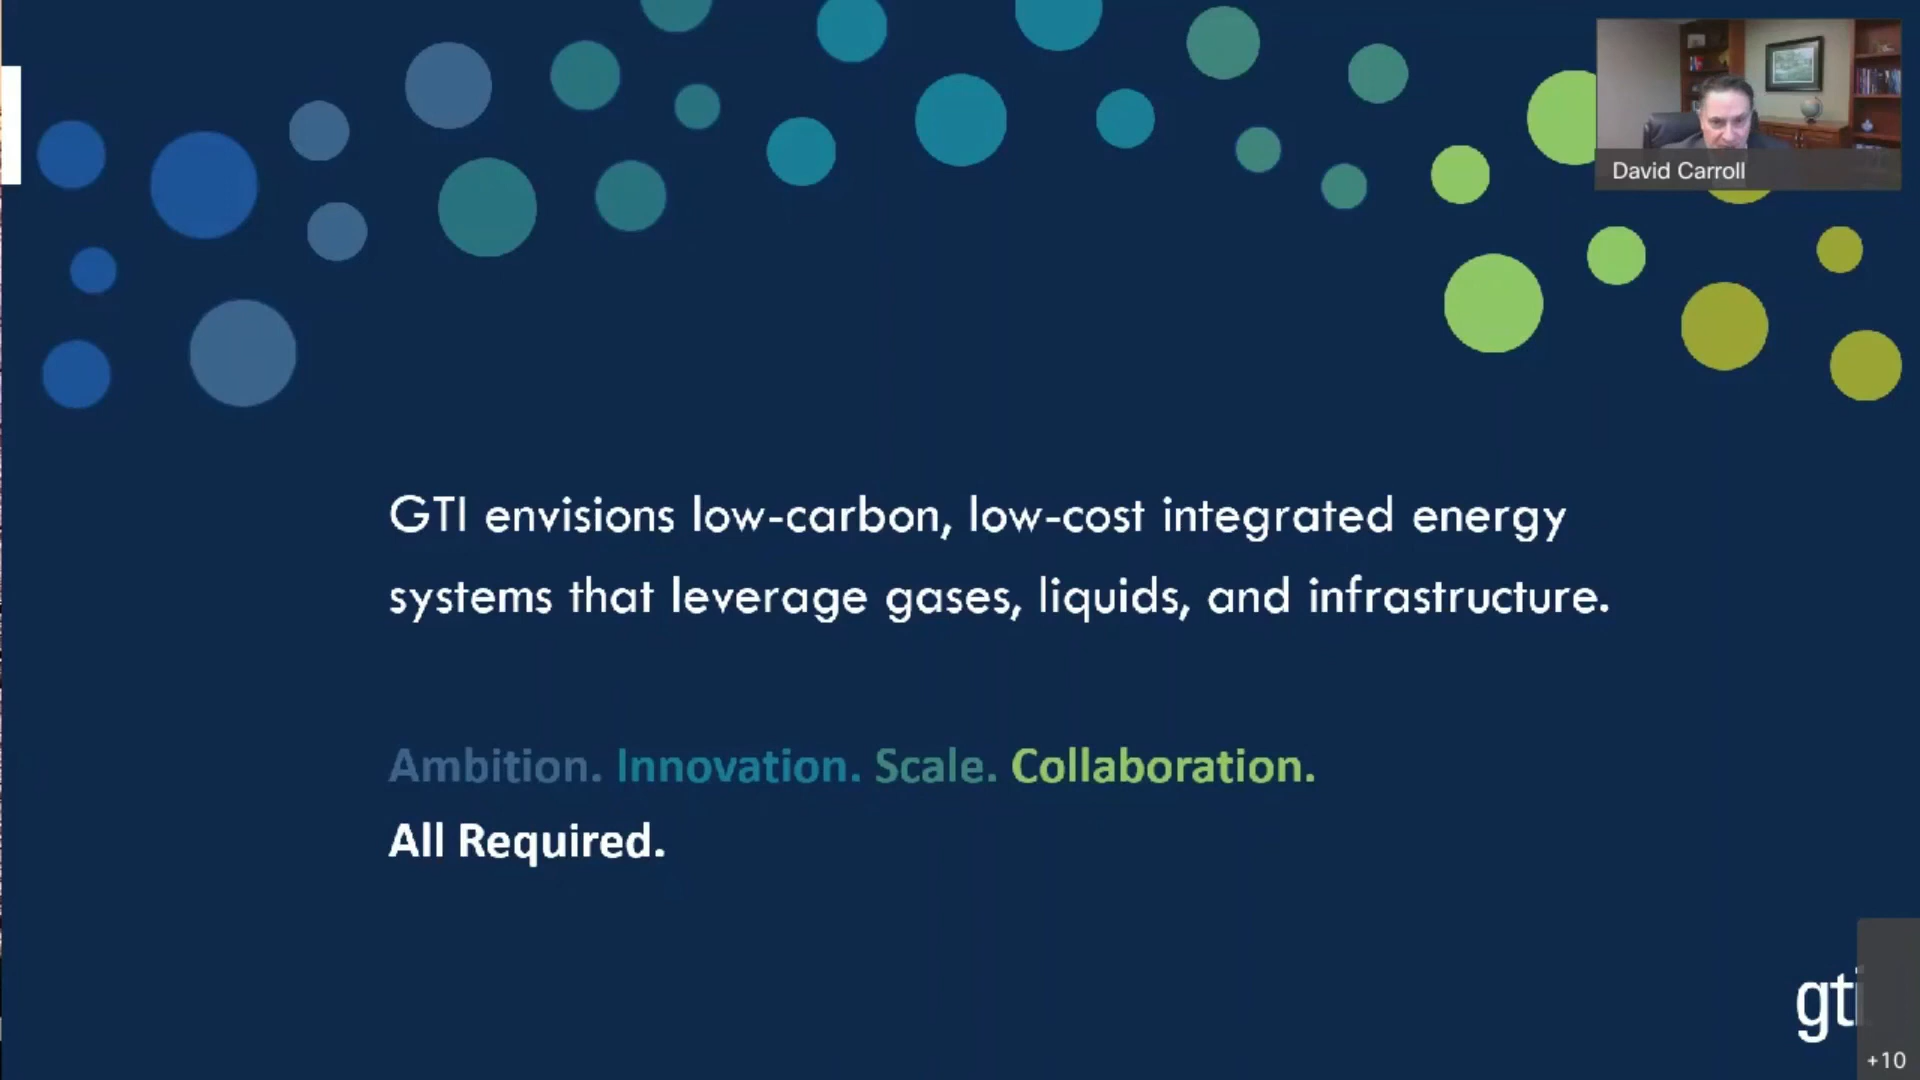 David Carroll
GTI envisions low-carbon, low-cost integrated energy
systems that leverage gases, liquids, and infrastructure.
Ambition. Innovation. Scale. Collaboration.
All Required.
gti
+10